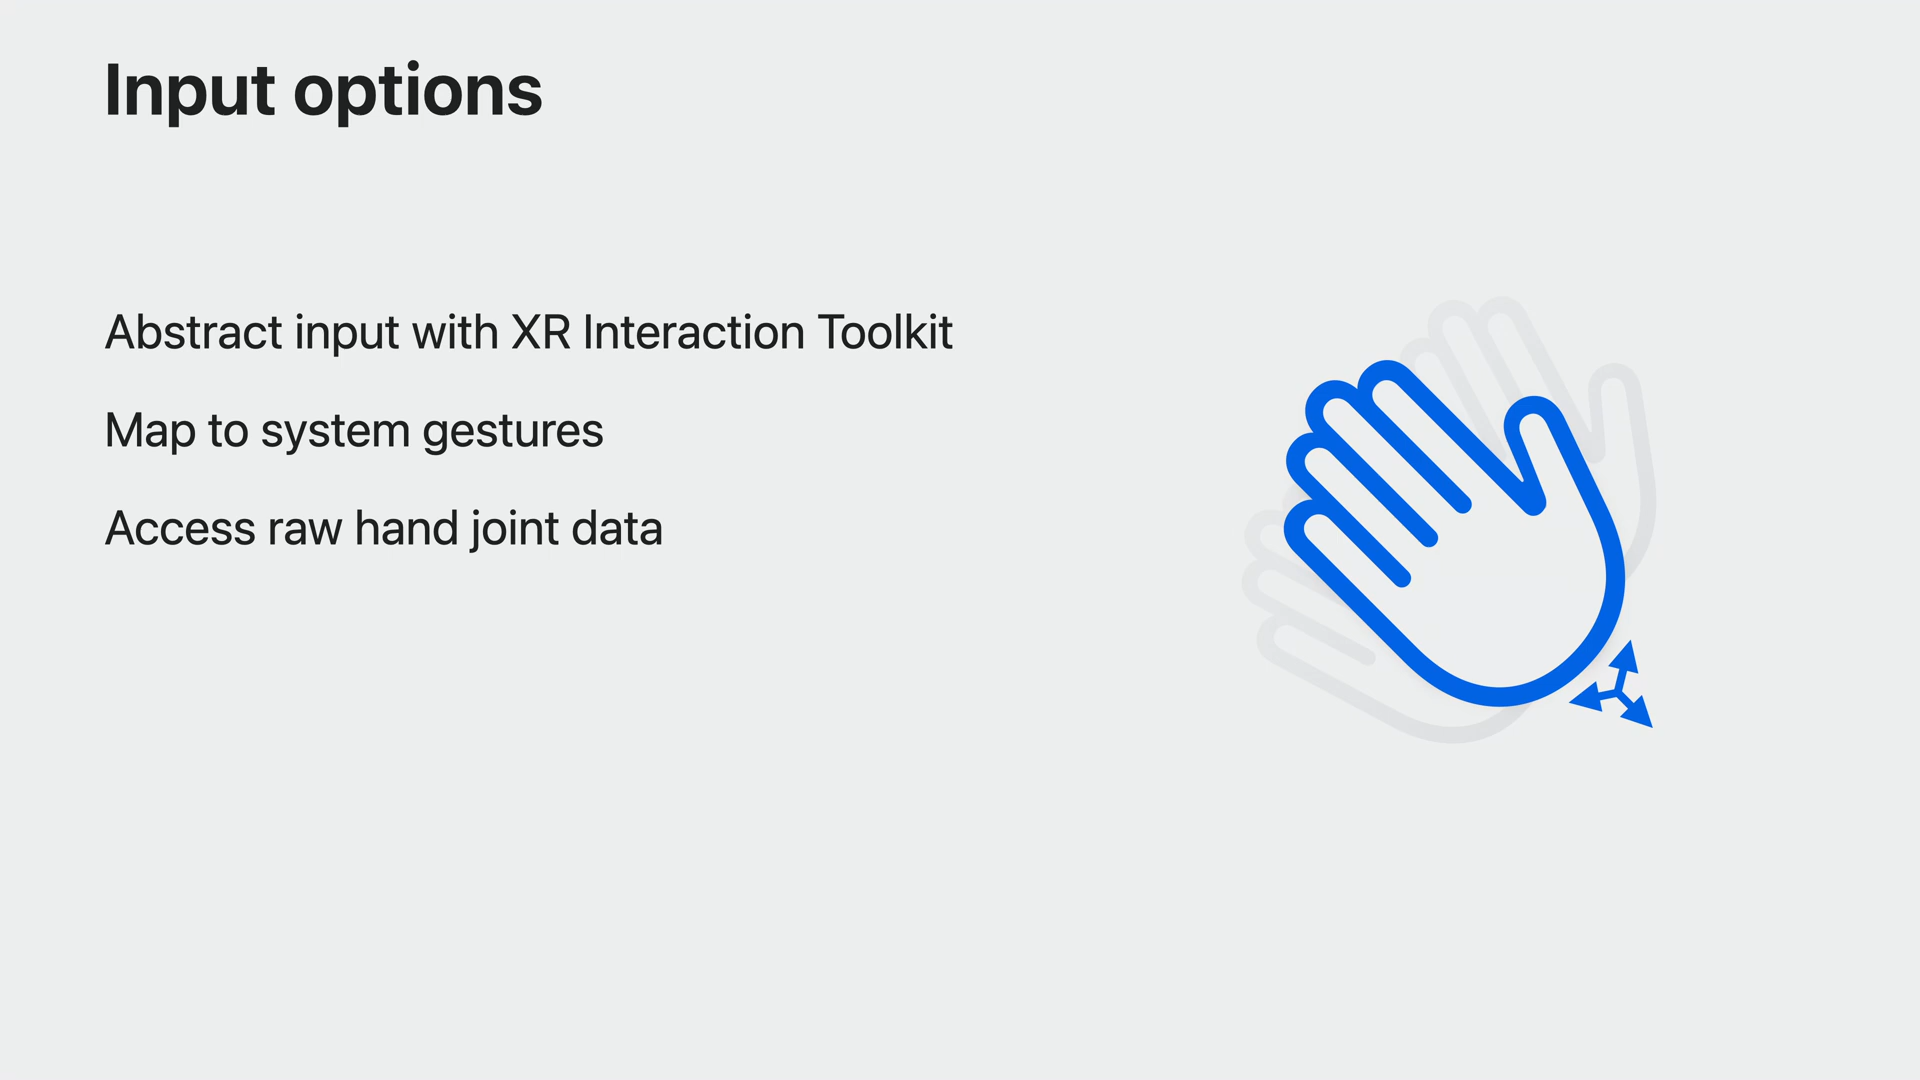 Input options
Abstract input with XR Interaction Toolkit
Map to system gestures
Access raw hand joint data